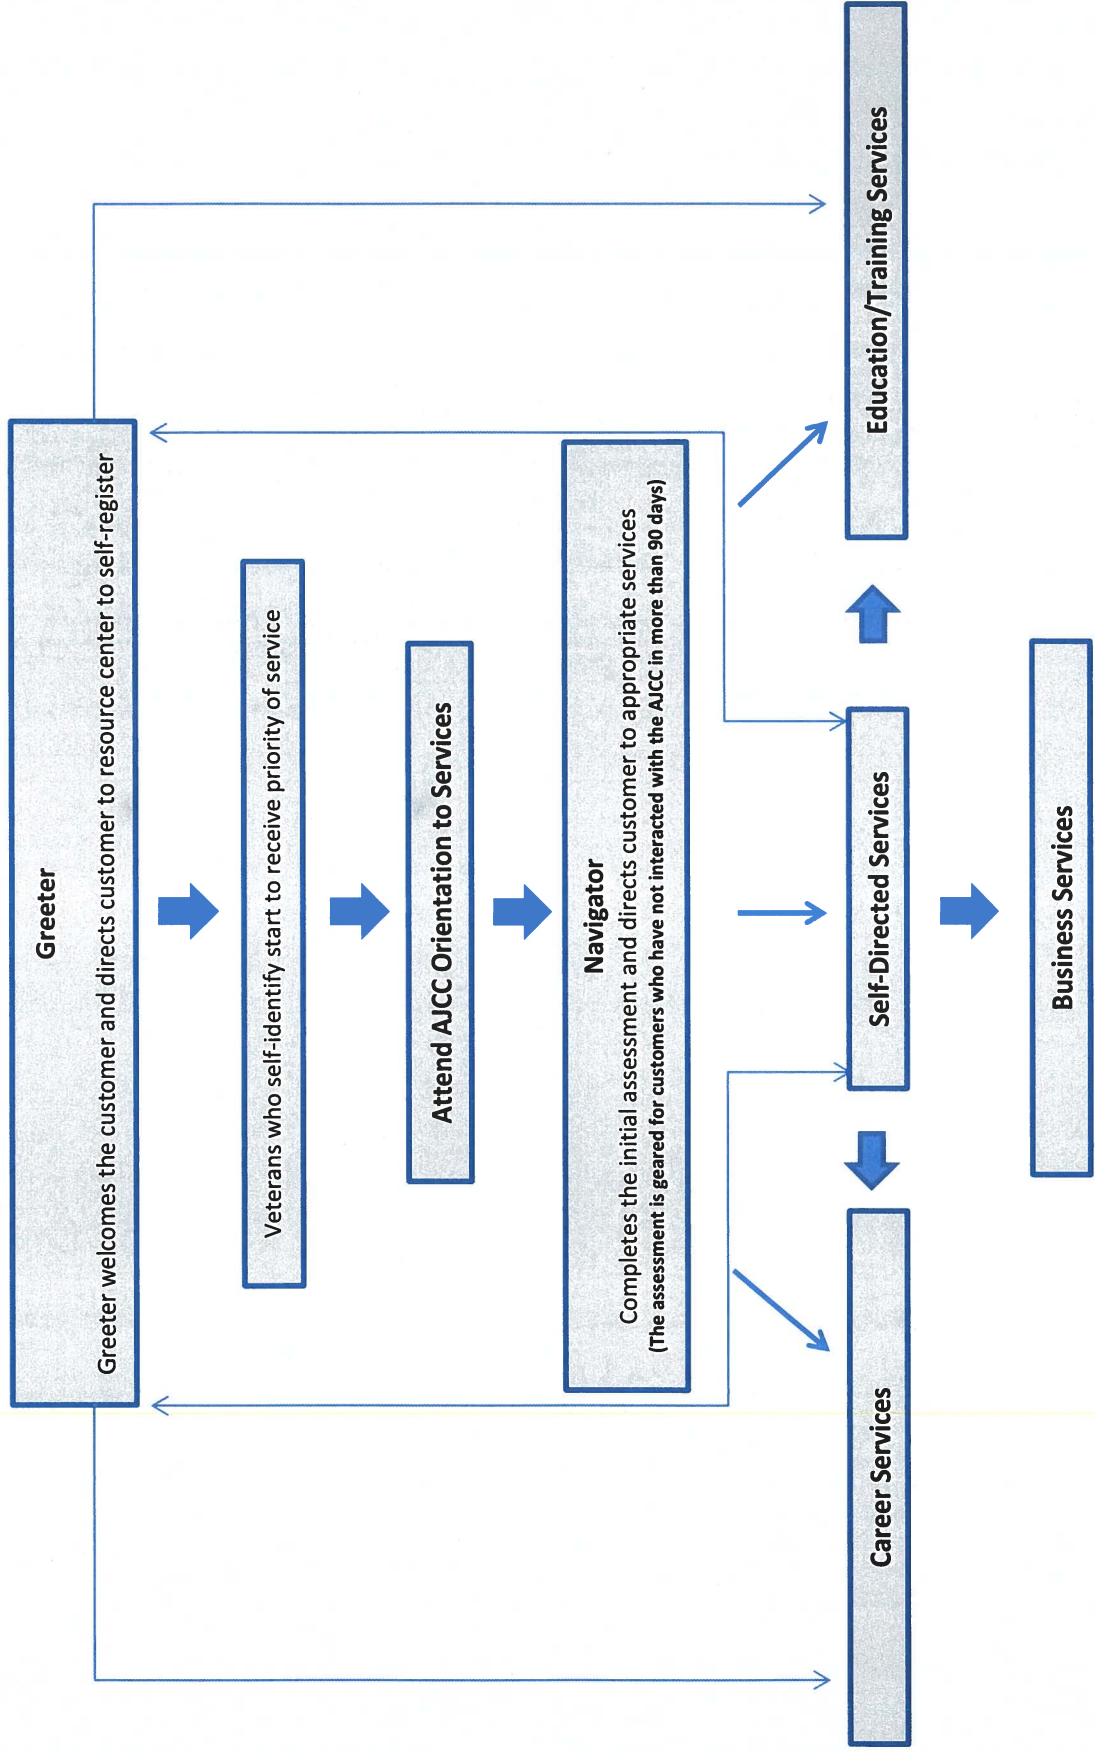 Greeter
Greeter welcomes the customer and directs customer to resource center to self-register
Veterans who self-identify start to receive priority of service
Attend AJCC Orientation to Services
Navigator
Completes the initial assessment and directs customer to appropriate services
(The assessment is geared for customers who have not interacted with the AJCC in more than 90 days)
Career Services
Self-Directed Services
Education/Training Services
Business Services